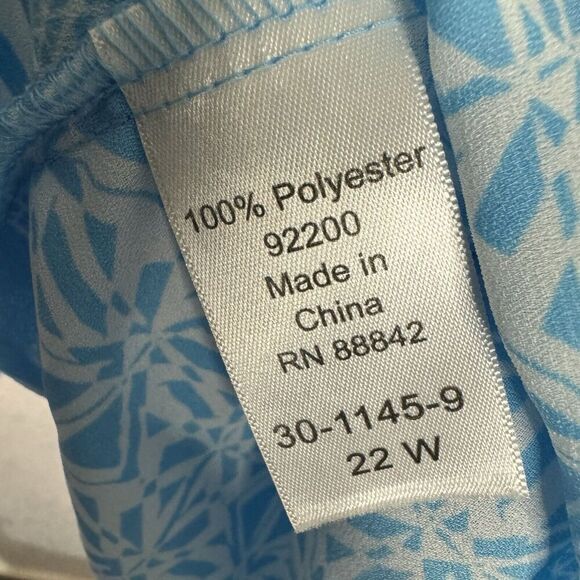 100% Polyester
92200
Made in
China
RN 88842
30-1145-9
22 W